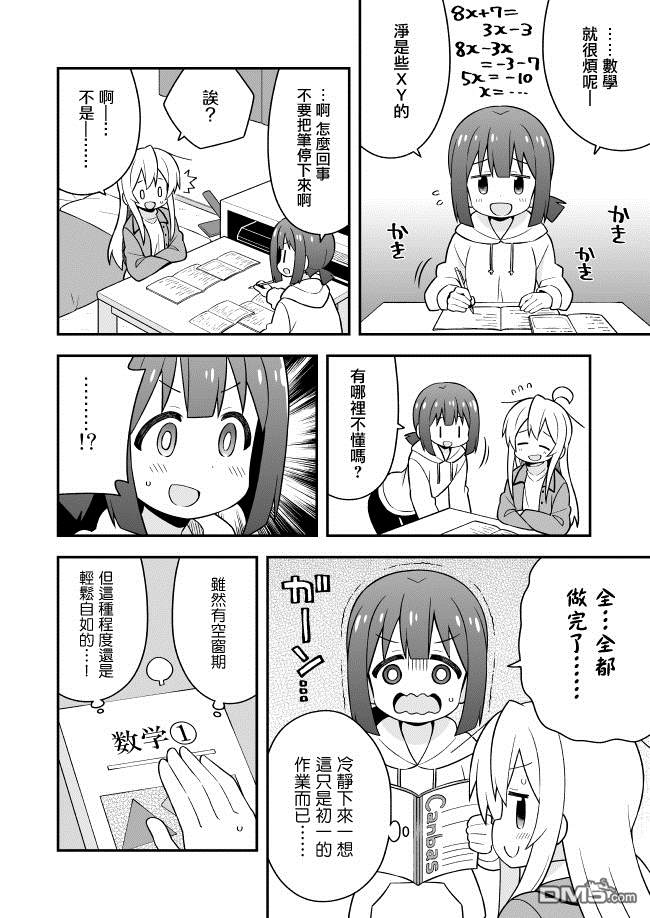 ……數學
就很煩呢—
淨是些XY的
8x+7=
3x-3
8x-3x
=-3-7
5x=-10
x=…
かき
かき
かき
…啊 怎麼回事
不要把筆停下來啊
誒？
啊—…
不是—……
有哪裡不懂嗎？
………
!?
全…全都
做完了……
ガーン…
冷靜下來一想
這只是初一的
作業而已……
Canbas
雖然有空窗期
但這種程度還是
輕鬆自如的…！
数学①
DM5.com